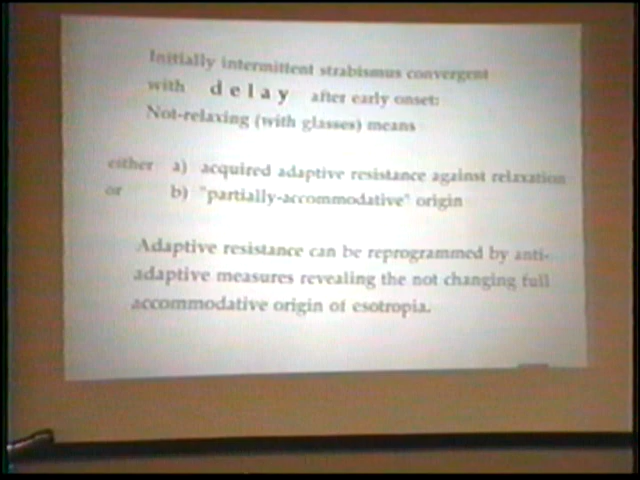 Initially intermittent strabismus convergent
with delay after early onset:
Not-relaxing (with glasses) means
either a) acquired adaptive resistance against relaxation
or b) "partially-accommodative" origin
Adaptive resistance can be reprogrammed by anti-
adaptive measures revealing the not changing full
accommodative origin of esotropia.